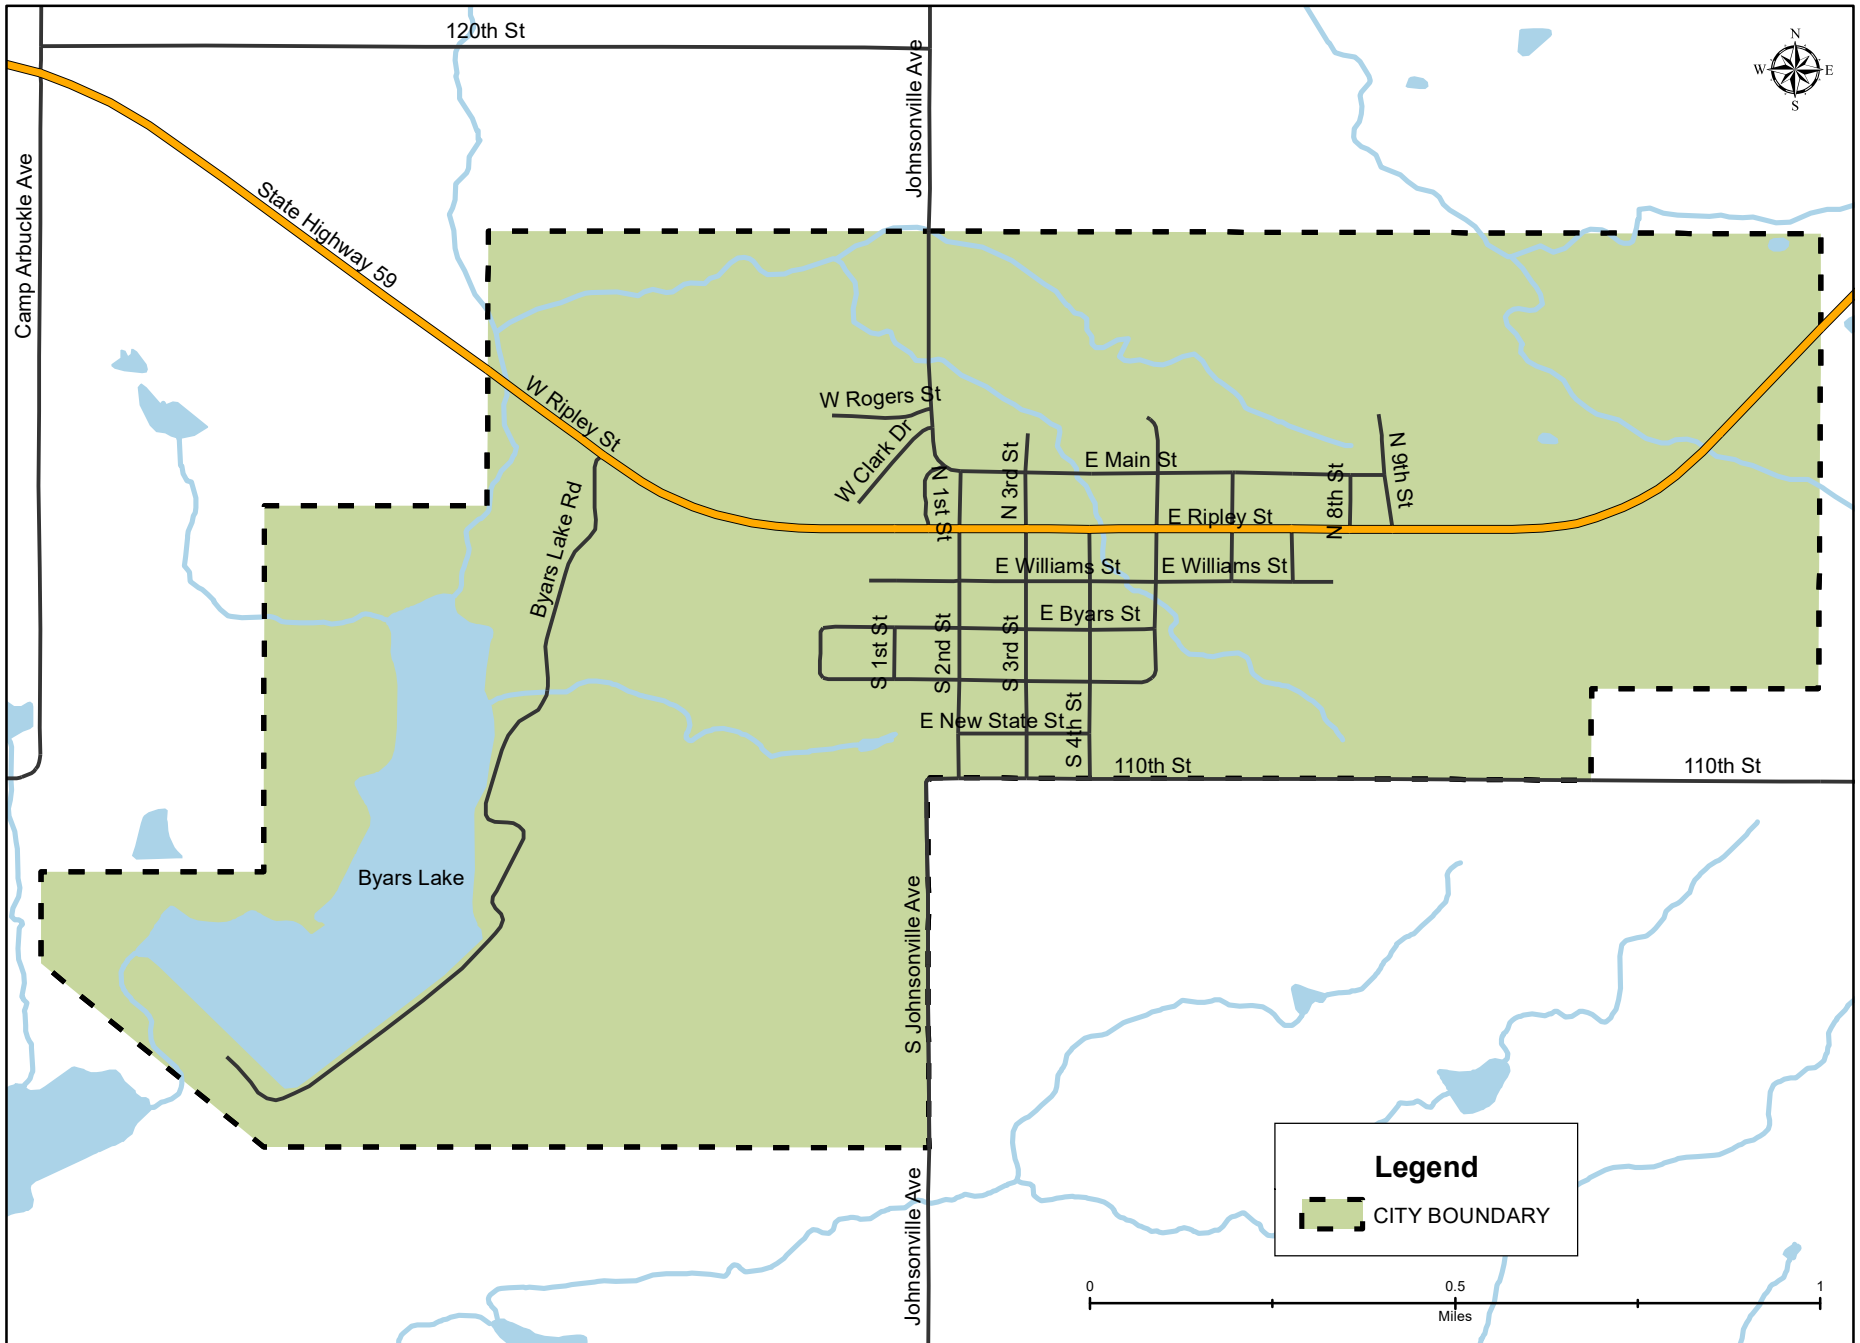 120th St
Johnsonville Ave
N
W
E
S
Camp Arbuckle Ave
State Highway 59
W Ripley St
W Rogers St
W Clark Dr
N 1st St
N 3rd St
E Main St
N 8th St
N 9th St
E Ripley St
Byars Lake Rd
E Williams St
E Williams St
E Byars St
S 1st St
S 2nd St
S 3rd St
S 4th St
E New State St
110th St
110th St
Byars Lake
S Johnsonville Ave
Johnsonville Ave
Legend
CITY BOUNDARY
0
0.5
1
Miles